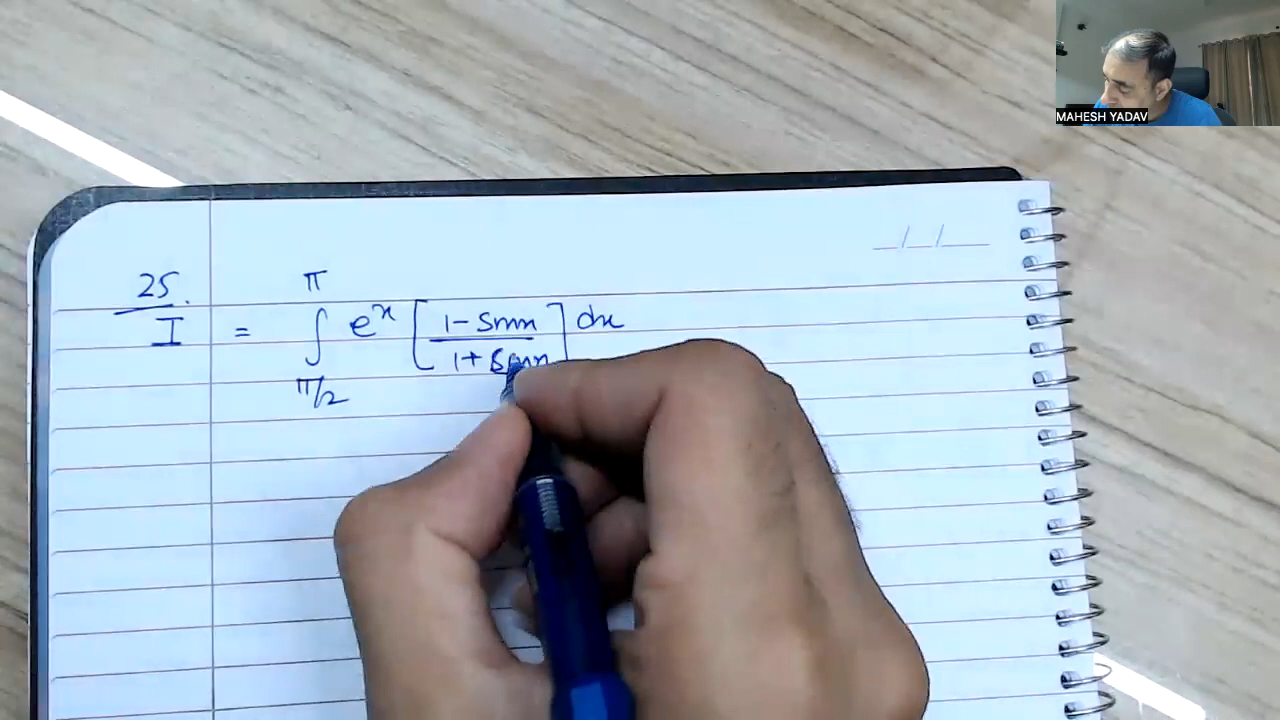 MAHESH YADAV
25.
I = ∫_{π/2}^{π} e^x [ (1 - sinx) / (1 + sinx) ] dx
_/_/_